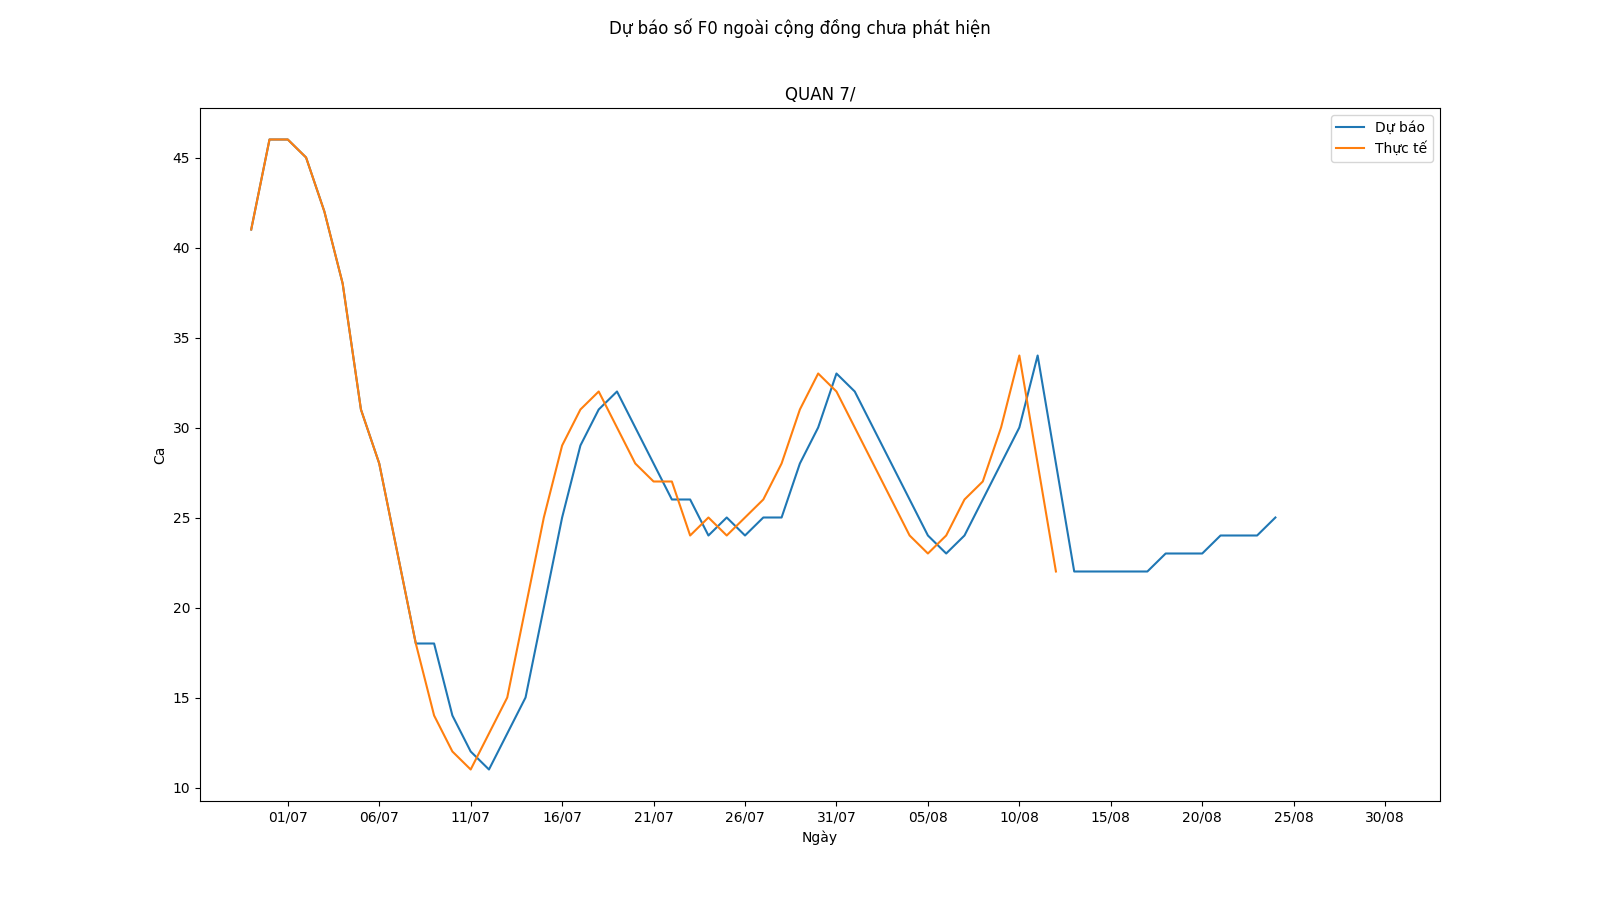 Dự báo số F0 ngoài cộng đồng chưa phát hiện
QUAN 7/
Dự báo
Thực tế
45
40
35
30
25
20
15
10
Ca
01/07 06/07 11/07 16/07 21/07 26/07 31/07 05/08 10/08 15/08 20/08 25/08 30/08
Ngày